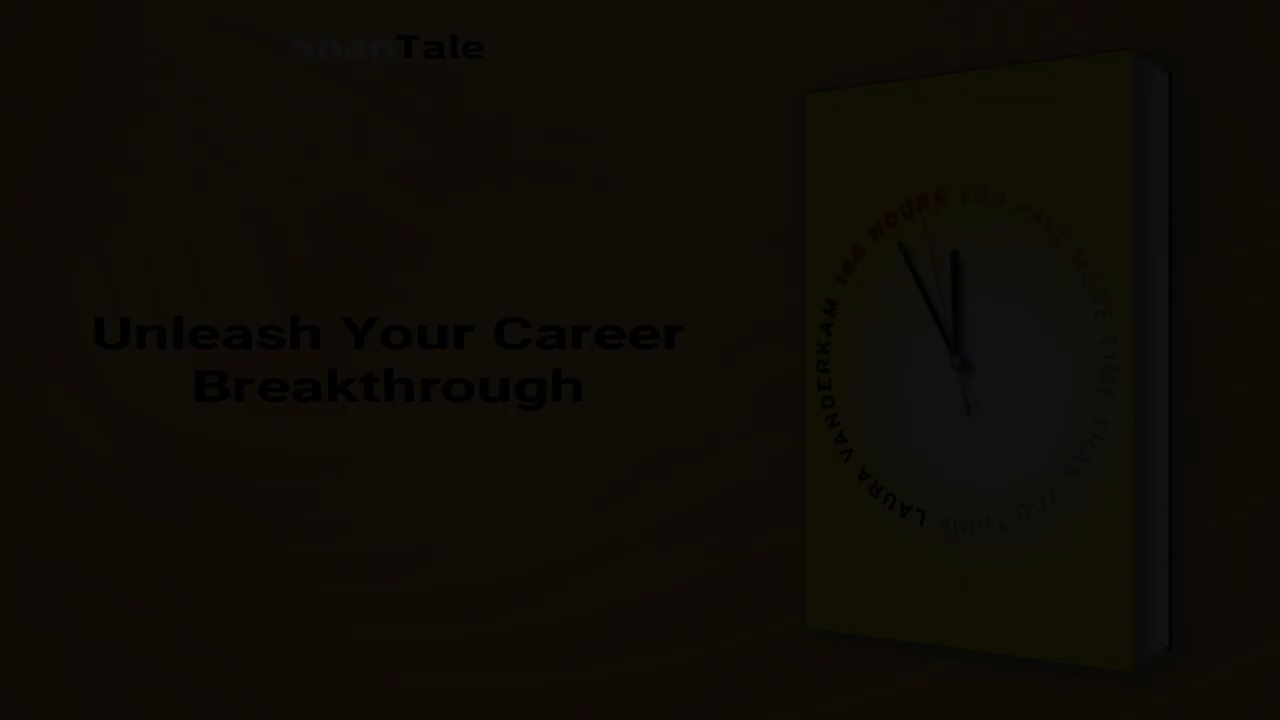 SnapTale
Unleash Your Career
Breakthrough
LAURA VANDERKAM 168 HOURS YOU HAVE MORE TIME THAN YOU THINK